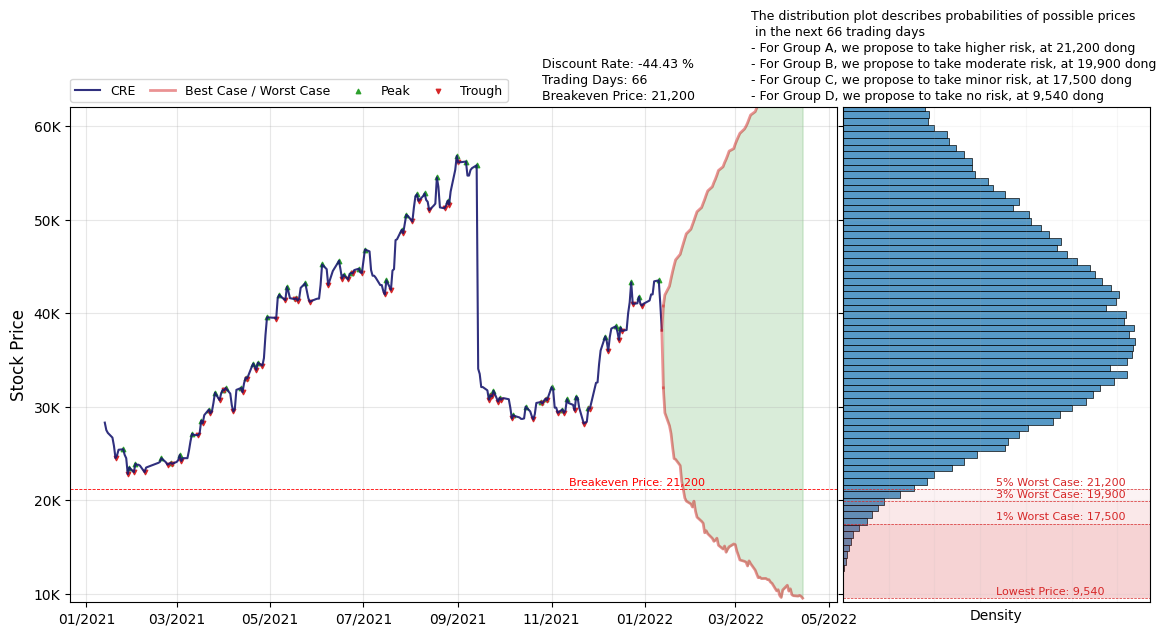 The distribution plot describes probabilities of possible prices
in the next 66 trading days
- For Group A, we propose to take higher risk, at 21,200 dong
- For Group B, we propose to take moderate risk, at 19,900 dong
- For Group C, we propose to take minor risk, at 17,500 dong
- For Group D, we propose to take no risk, at 9,540 dong
Discount Rate: -44.43 %
Trading Days: 66
Breakeven Price: 21,200
CRE
Best Case / Worst Case
Peak
Trough
Stock Price
60K
50K
40K
30K
20K
10K
Breakeven Price: 21,200
5% Worst Case: 21,200
3% Worst Case: 19,900
1% Worst Case: 17,500
Lowest Price: 9,540
01/2021
03/2021
05/2021
07/2021
09/2021
11/2021
01/2022
03/2022
05/2022
Density